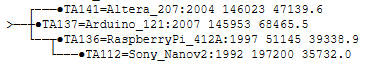 TA141=Altera_207:2004 146023 47139.6
TA137=Arduino_121:2007 145953 68465.5
TA136=RaspberryPi_412A:1997 51145 39338.9
TA112=Sony_Nanov2:1992 197200 35732.0